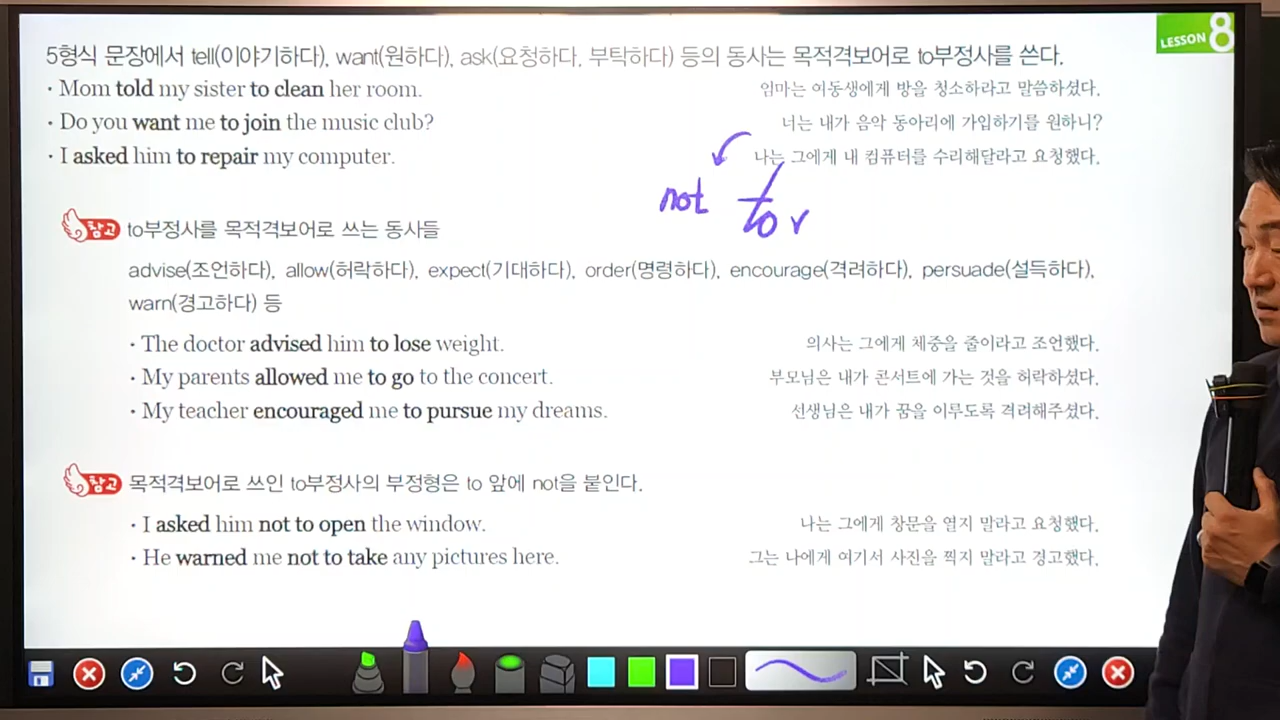 LESSON 8
5형식 문장에서 tell(이야기하다), want(원하다), ask(요청하다, 부탁하다) 등의 동사는 목적격보어로 to부정사를 쓴다.
· Mom told my sister to clean her room. 엄마는 여동생에게 방을 청소하라고 말씀하셨다.
· Do you want me to join the music club? 너는 내가 음악 동아리에 가입하기를 원하니?
· I asked him to repair my computer. 나는 그에게 내 컴퓨터를 수리해달라고 요청했다.
not to v
참고 to부정사를 목적격보어로 쓰는 동사들
advise(조언하다), allow(허락하다), expect(기대하다), order(명령하다), encourage(격려하다), persuade(설득하다),
warn(경고하다) 등
· The doctor advised him to lose weight. 의사는 그에게 체중을 줄이라고 조언했다.
· My parents allowed me to go to the concert. 부모님은 내가 콘서트에 가는 것을 허락하셨다.
· My teacher encouraged me to pursue my dreams. 선생님은 내가 꿈을 이루도록 격려해주셨다.
참고 목적격보어로 쓰인 to부정사의 부정형은 to 앞에 not을 붙인다.
· I asked him not to open the window. 나는 그에게 창문을 열지 말라고 요청했다.
· He warned me not to take any pictures here. 그는 나에게 여기서 사진을 찍지 말라고 경고했다.